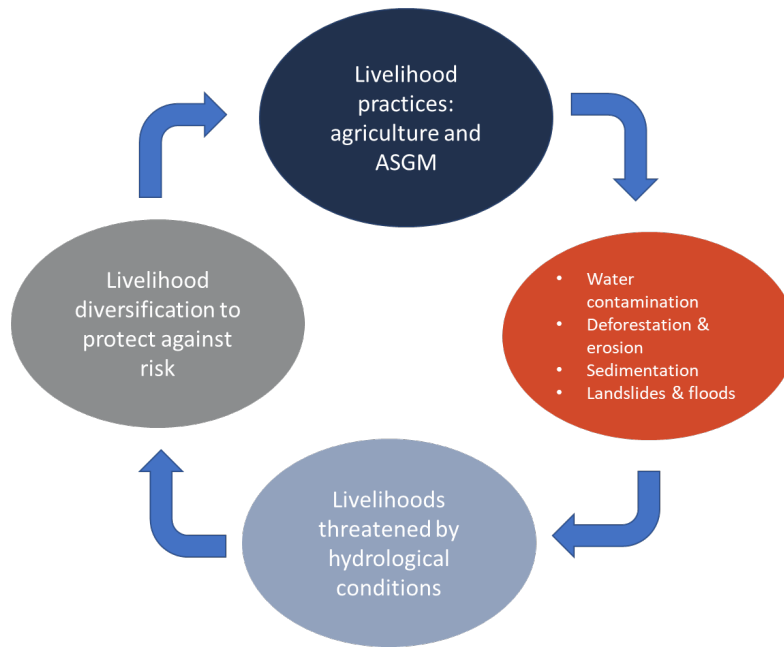 Livelihood
practices:
agriculture and
ASGM
• Water
contamination
• Deforestation &
erosion
• Sedimentation
• Landslides & floods
Livelihoods
threatened by
hydrological
conditions
Livelihood
diversification to
protect against
risk